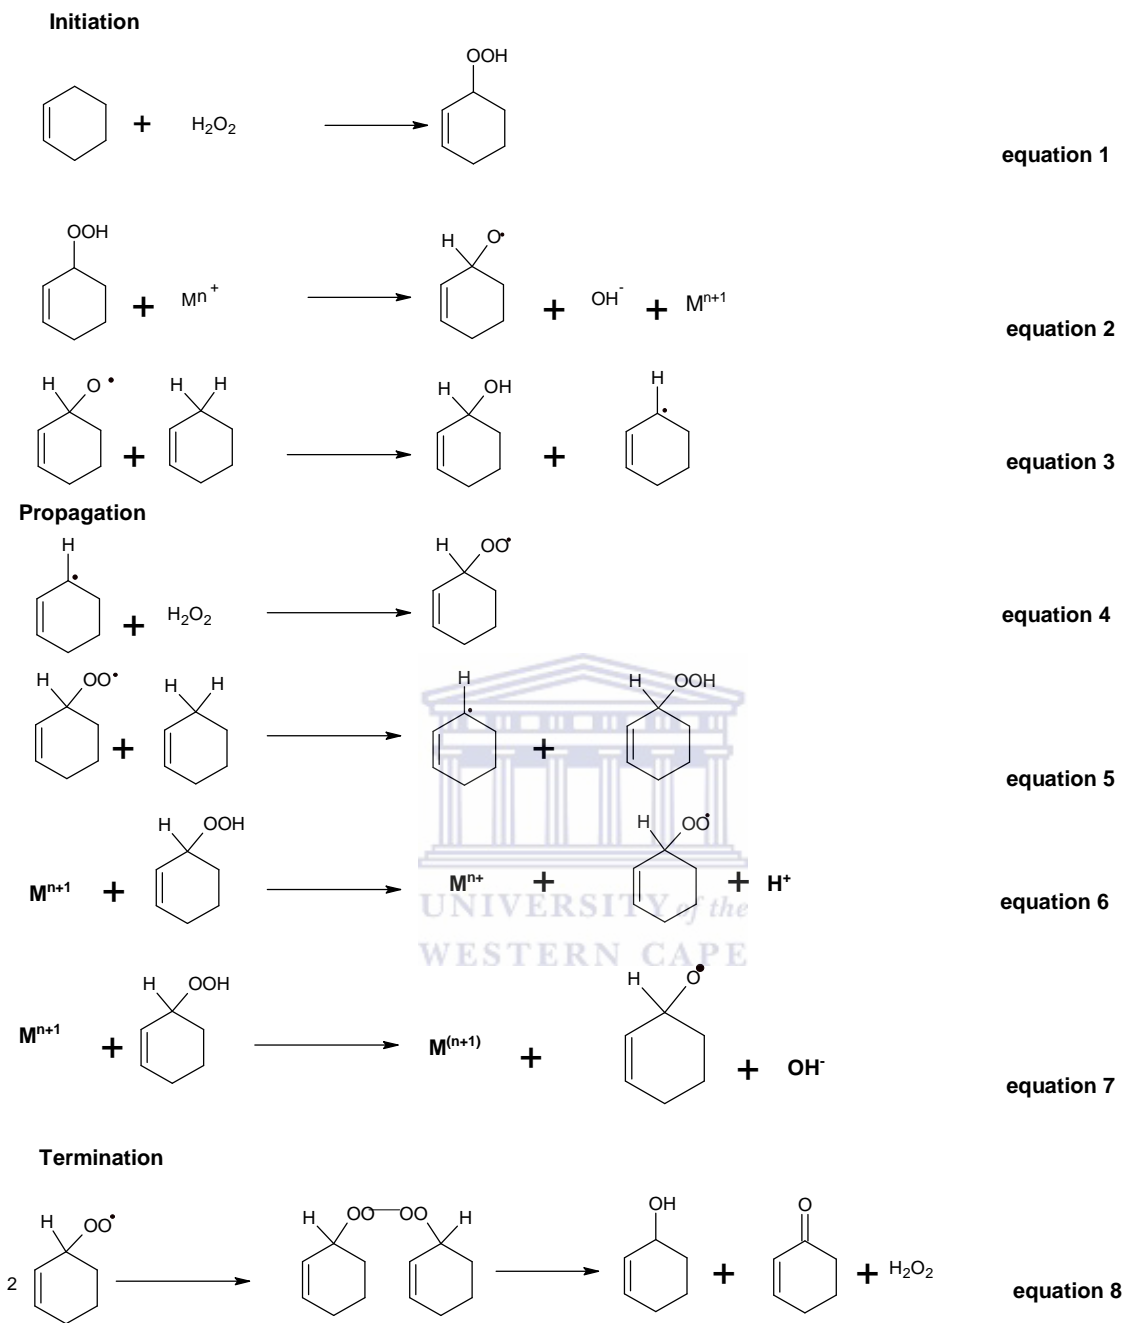 Initiation
OOH
+ H₂O₂
equation 1
OOH H O•
+ Mⁿ⁺ + OH⁻ + Mⁿ⁺¹
equation 2
H O • H H H OH H
•
+ +
equation 3
Propagation
H H OO•
•
+ H₂O₂
equation 4
H OO• H H H H OOH
•
+ +
equation 5
H OOH H OO•
Mⁿ⁺¹ + Mⁿ⁺ + + H⁺
equation 6
UNIVERSITY of the
WESTERN CAPE
H OOH H O•
Mⁿ⁺¹ + M⁽ⁿ⁺¹⁾ + + OH⁻
equation 7
Termination
H OO• H OO OO H OH O
2 + + H₂O₂
equation 8